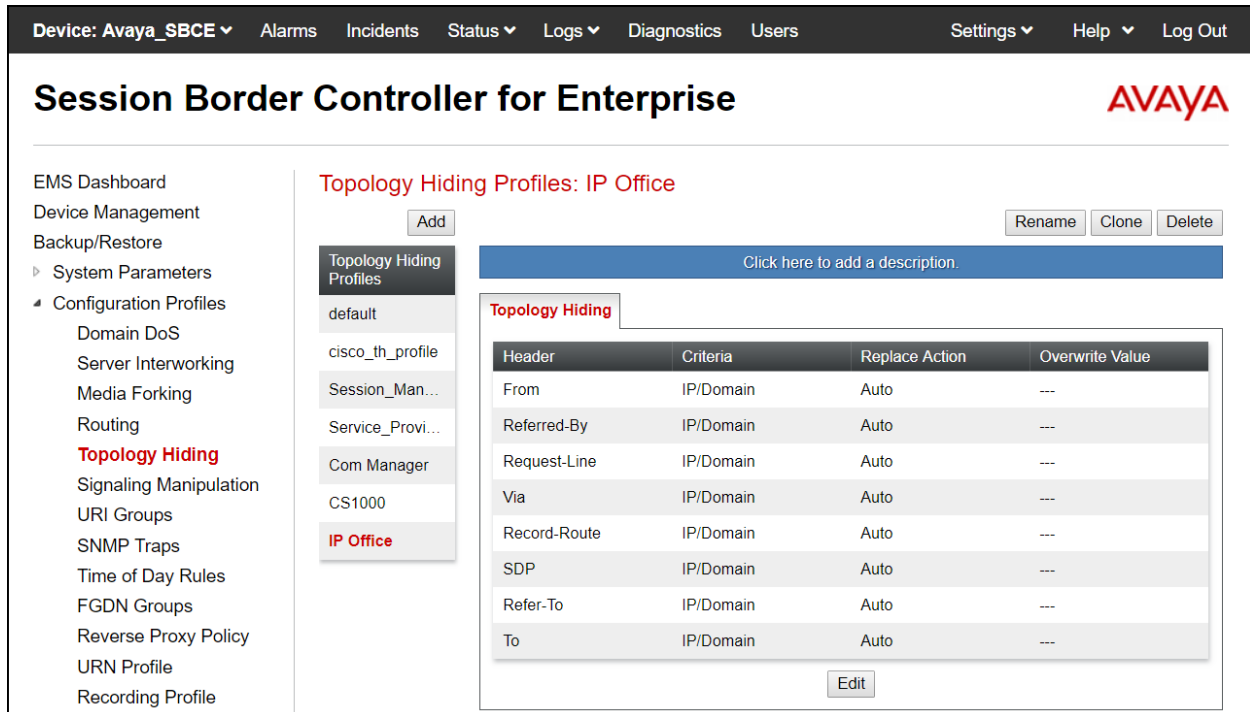 Device: Avaya_SBCE Alarms Incidents Status Logs Diagnostics Users Settings Help Log Out
Session Border Controller for Enterprise
AVAYA
EMS Dashboard
Device Management
Backup/Restore
System Parameters
Configuration Profiles
Domain DoS
Server Interworking
Media Forking
Routing
Topology Hiding
Signaling Manipulation
URI Groups
SNMP Traps
Time of Day Rules
FGDN Groups
Reverse Proxy Policy
URN Profile
Recording Profile
Topology Hiding Profiles: IP Office
Add
Rename Clone Delete
Topology Hiding
Profiles
default
cisco_th_profile
Session_Man...
Service_Provi...
Com Manager
CS1000
IP Office
Click here to add a description.
Topology Hiding
Header Criteria Replace Action Overwrite Value
From IP/Domain Auto ---
Referred-By IP/Domain Auto ---
Request-Line IP/Domain Auto ---
Via IP/Domain Auto ---
Record-Route IP/Domain Auto ---
SDP IP/Domain Auto ---
Refer-To IP/Domain Auto ---
To IP/Domain Auto ---
Edit